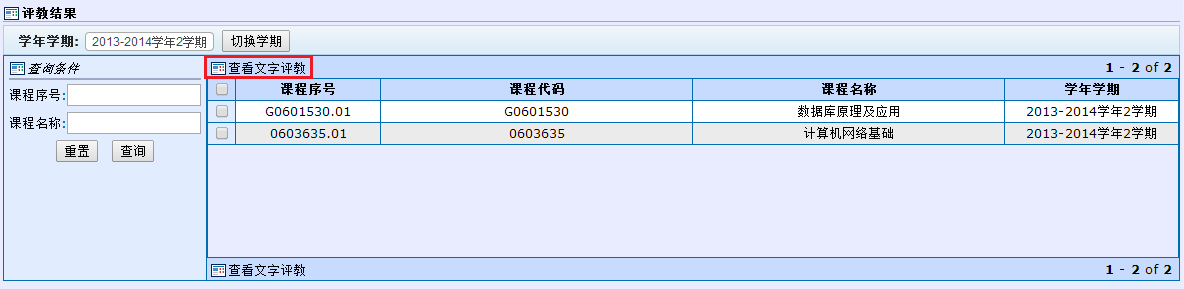 评教结果
学年学期: 2013-2014学年2学期 切换学期
查询条件
课程序号:
课程名称:
重置 查询
查看文字评教 1 - 2 of 2
课程序号 课程代码 课程名称 学年学期
G0601530.01 G0601530 数据库原理及应用 2013-2014学年2学期
0603635.01 0603635 计算机网络基础 2013-2014学年2学期
查看文字评教 1 - 2 of 2